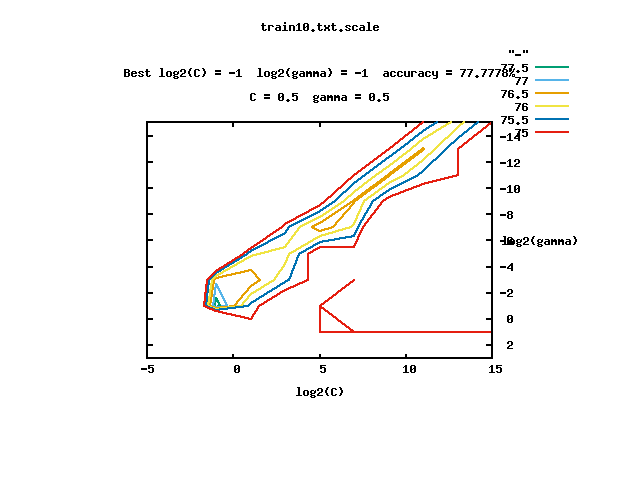 train10.txt.scale
"-"
Best log2(C) = -1  log2(gamma) = -1  accuracy = 77.7778%
77.5
77
76.5
76
75.5
75
C = 0.5  gamma = 0.5
-14
-12
-10
-8
-6
log2(gamma)
-4
-2
0
2
-5 0 5 10 15
log2(C)